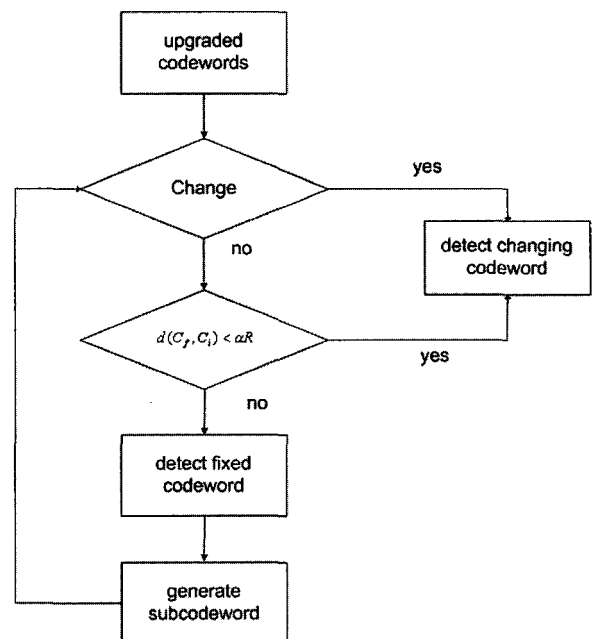 upgraded
codewords
Change
yes
no
detect changing
codeword
d(C_f, C_i) < αR
yes
no
detect fixed
codeword
generate
subcodeword